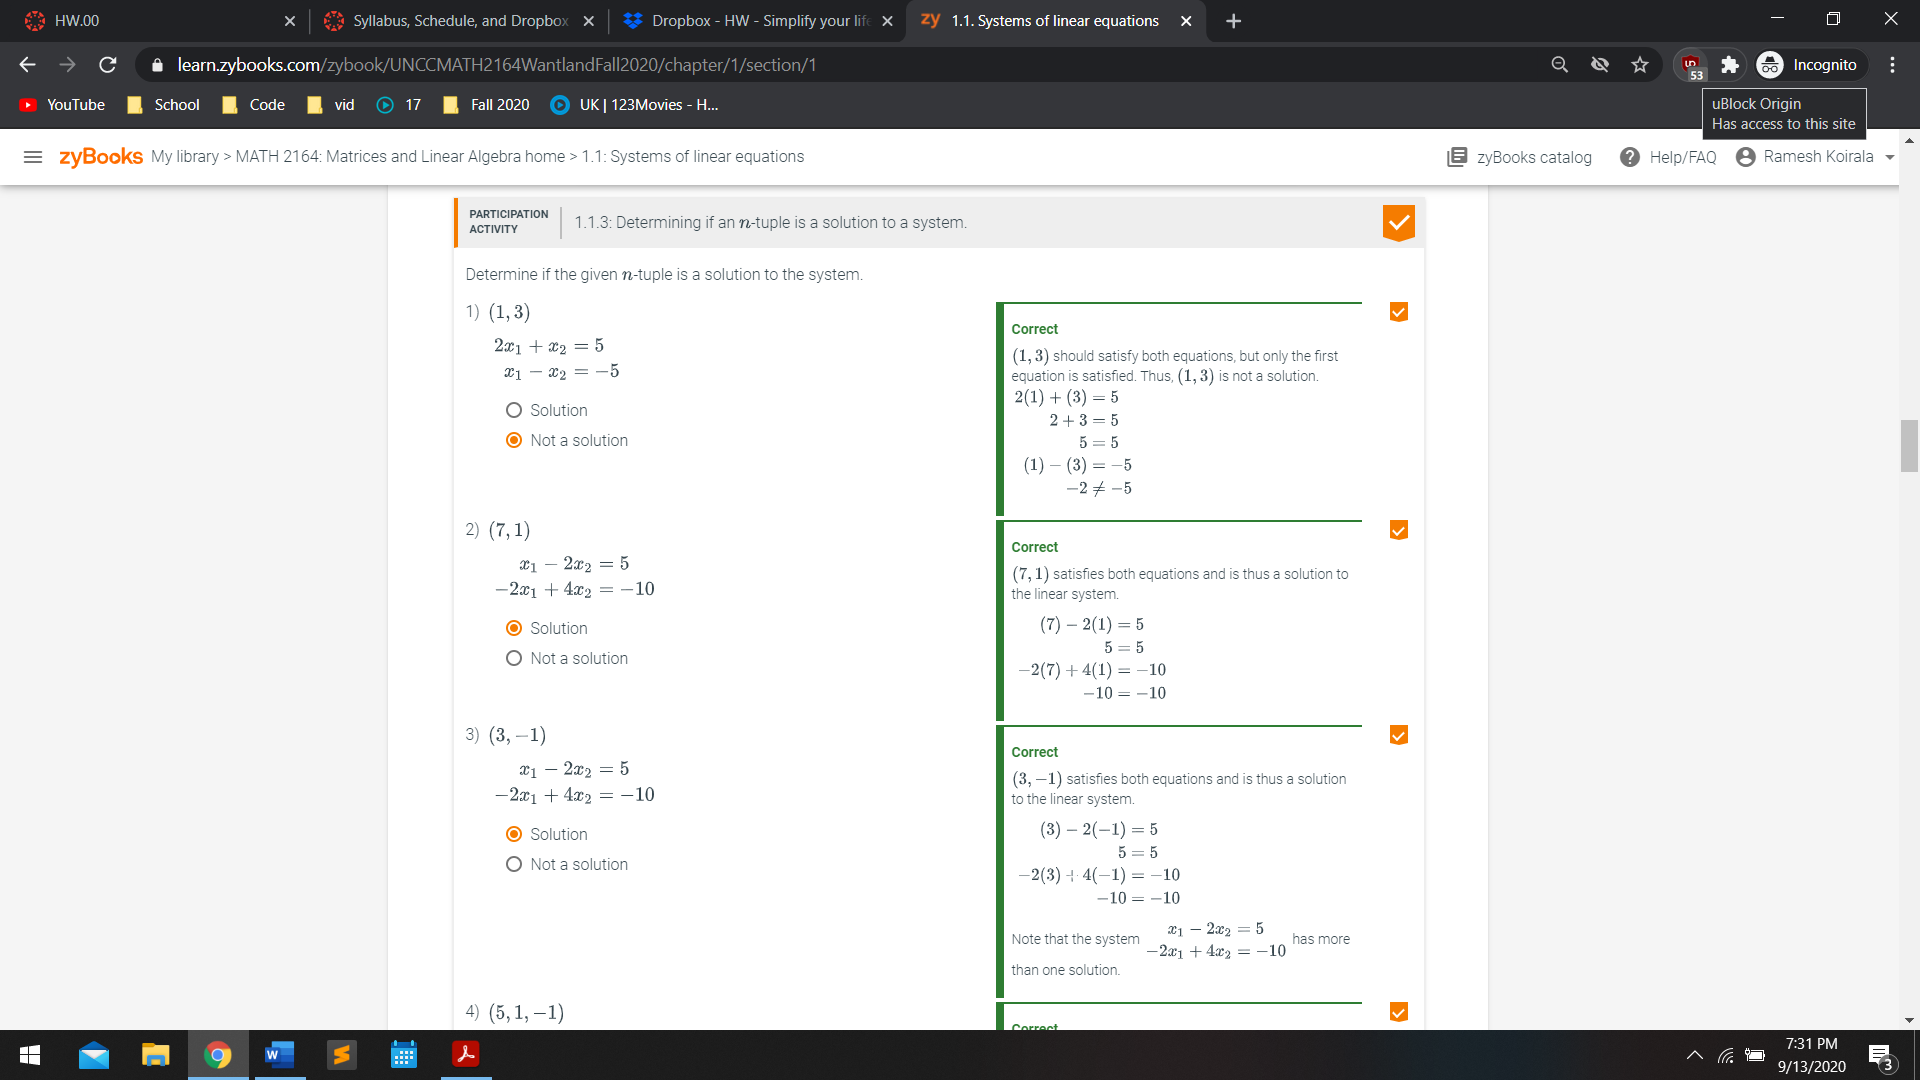 HW.00
Syllabus, Schedule, and Dropbox
Dropbox - HW - Simplify your life
zy 1.1. Systems of linear equations
learn.zybooks.com/zybook/UNCCMATH2164WantlandFall2020/chapter/1/section/1
53
Incognito
YouTube School Code vid 17 Fall 2020 UK | 123Movies - H...
uBlock Origin
Has access to this site
zyBooks My library > MATH 2164: Matrices and Linear Algebra home > 1.1: Systems of linear equations
zyBooks catalog
? Help/FAQ
Ramesh Koirala
PARTICIPATION
ACTIVITY
1.1.3: Determining if an n-tuple is a solution to a system.
Determine if the given n-tuple is a solution to the system.
1) (1, 3)
2x₁ + x₂ = 5
x₁ − x₂ = −5
Solution
Not a solution
Correct
(1, 3) should satisfy both equations, but only the first
equation is satisfied. Thus, (1, 3) is not a solution.
2(1) + (3) = 5
2 + 3 = 5
5 = 5
(1) − (3) = −5
−2 ≠ −5
2) (7, 1)
x₁ − 2x₂ = 5
−2x₁ + 4x₂ = −10
Solution
Not a solution
Correct
(7, 1) satisfies both equations and is thus a solution to
the linear system.
(7) − 2(1) = 5
5 = 5
−2(7) + 4(1) = −10
−10 = −10
3) (3, −1)
x₁ − 2x₂ = 5
−2x₁ + 4x₂ = −10
Solution
Not a solution
Correct
(3, −1) satisfies both equations and is thus a solution
to the linear system.
(3) − 2(−1) = 5
5 = 5
−2(3) + 4(−1) = −10
−10 = −10
x₁ − 2x₂ = 5
Note that the system −2x₁ + 4x₂ = −10 has more
than one solution.
4) (5, 1, −1)
Correct
7:31 PM
9/13/2020
3